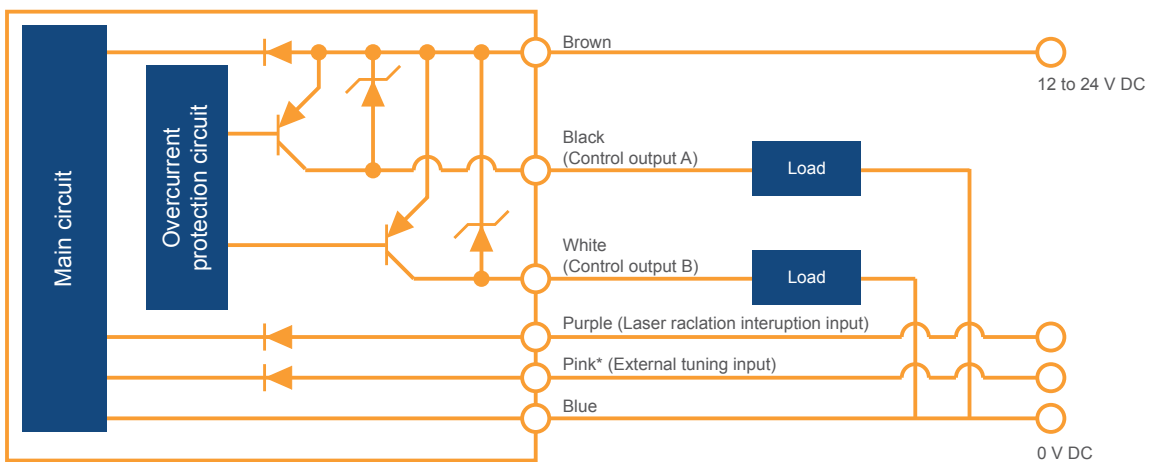 Main circuit
Overcurrent
protection circuit
Brown
12 to 24 V DC
Black
(Control output A)
Load
White
(Control output B)
Load
Purple (Laser raclation interuption input)
Pink* (External tuning input)
Blue
0 V DC